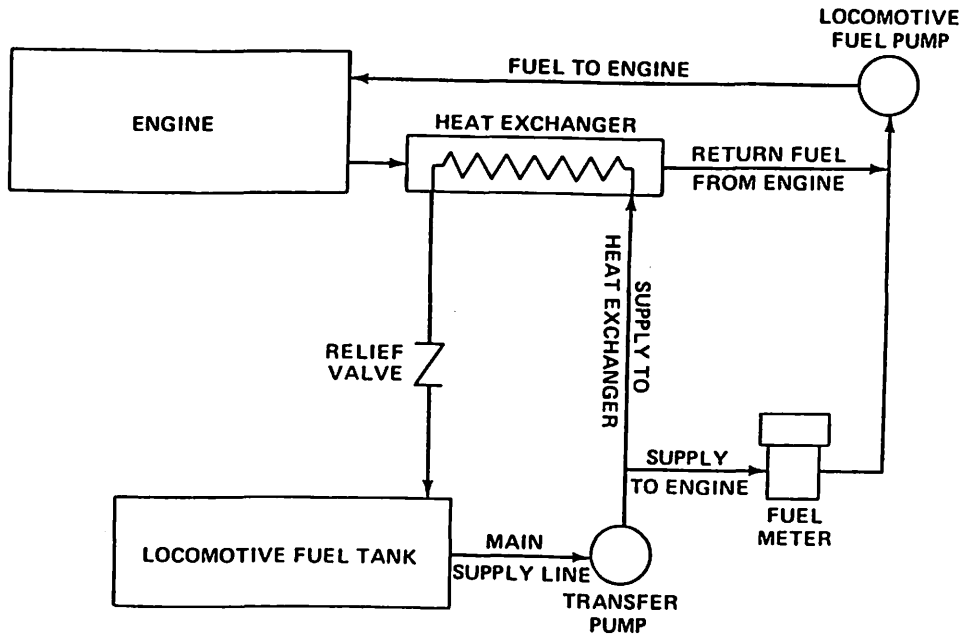 LOCOMOTIVE
FUEL PUMP
FUEL TO ENGINE
ENGINE
HEAT EXCHANGER
RETURN FUEL
FROM ENGINE
SUPPLY TO
HEAT EXCHANGER
RELIEF
VALVE
SUPPLY
TO ENGINE
FUEL
METER
LOCOMOTIVE FUEL TANK
MAIN
SUPPLY LINE
TRANSFER
PUMP